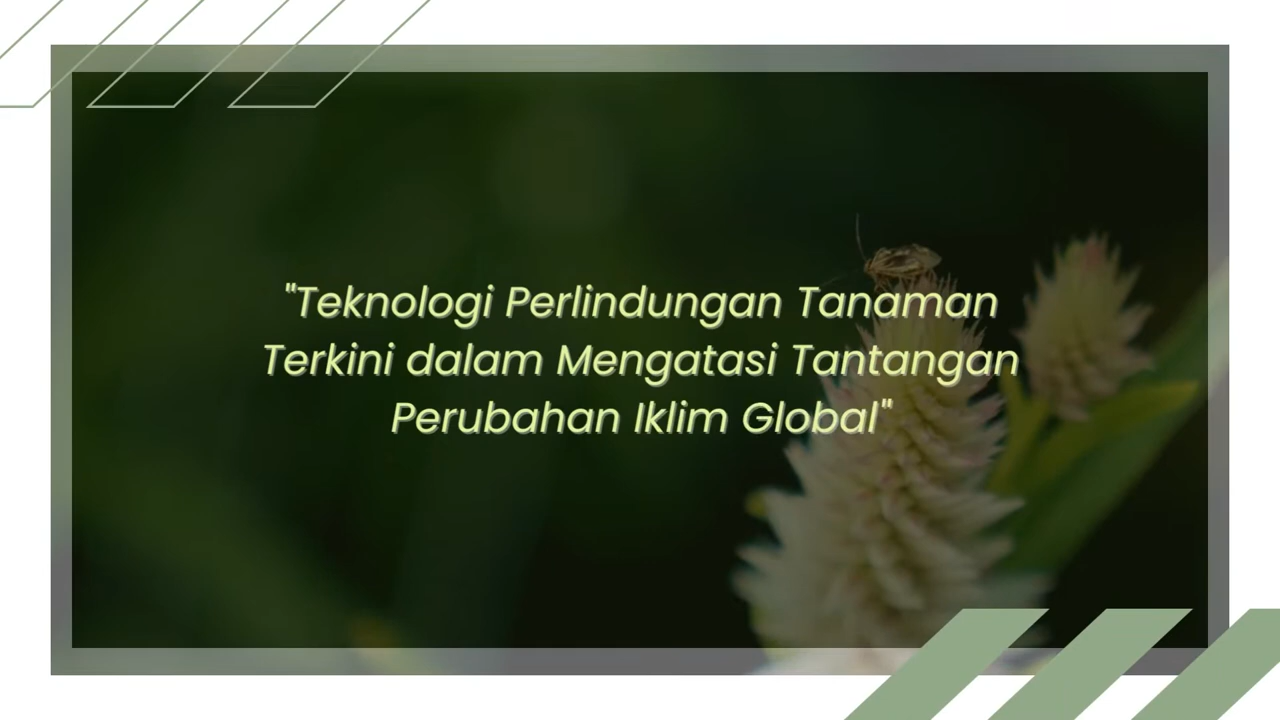 "Teknologi Perlindungan Tanaman
Terkini dalam Mengatasi Tantangan
Perubahan Iklim Global"